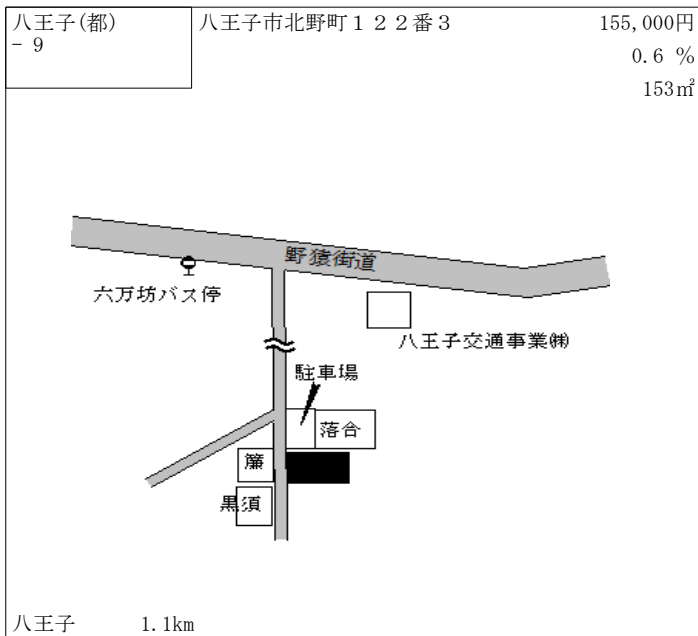 八王子(都) 八王子市北野町１２２番３ 155,000円
- 9
0.6 %
153㎡
野猿街道
六万坊バス停
八王子交通事業㈱
駐車場
落合
簾
黒須
八王子 1.1km